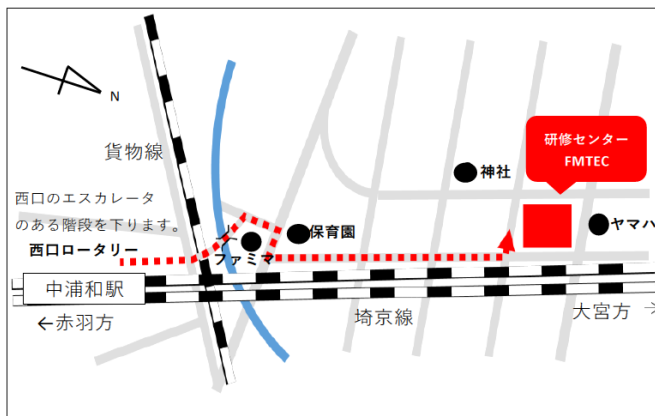 N
貨物線
西口のエスカレータ
のある階段を下ります。
西口ロータリー
ファミマ
保育園
神社
研修センター
FMTEC
ヤマハ
中浦和駅
←赤羽方
埼京線
大宮方 →